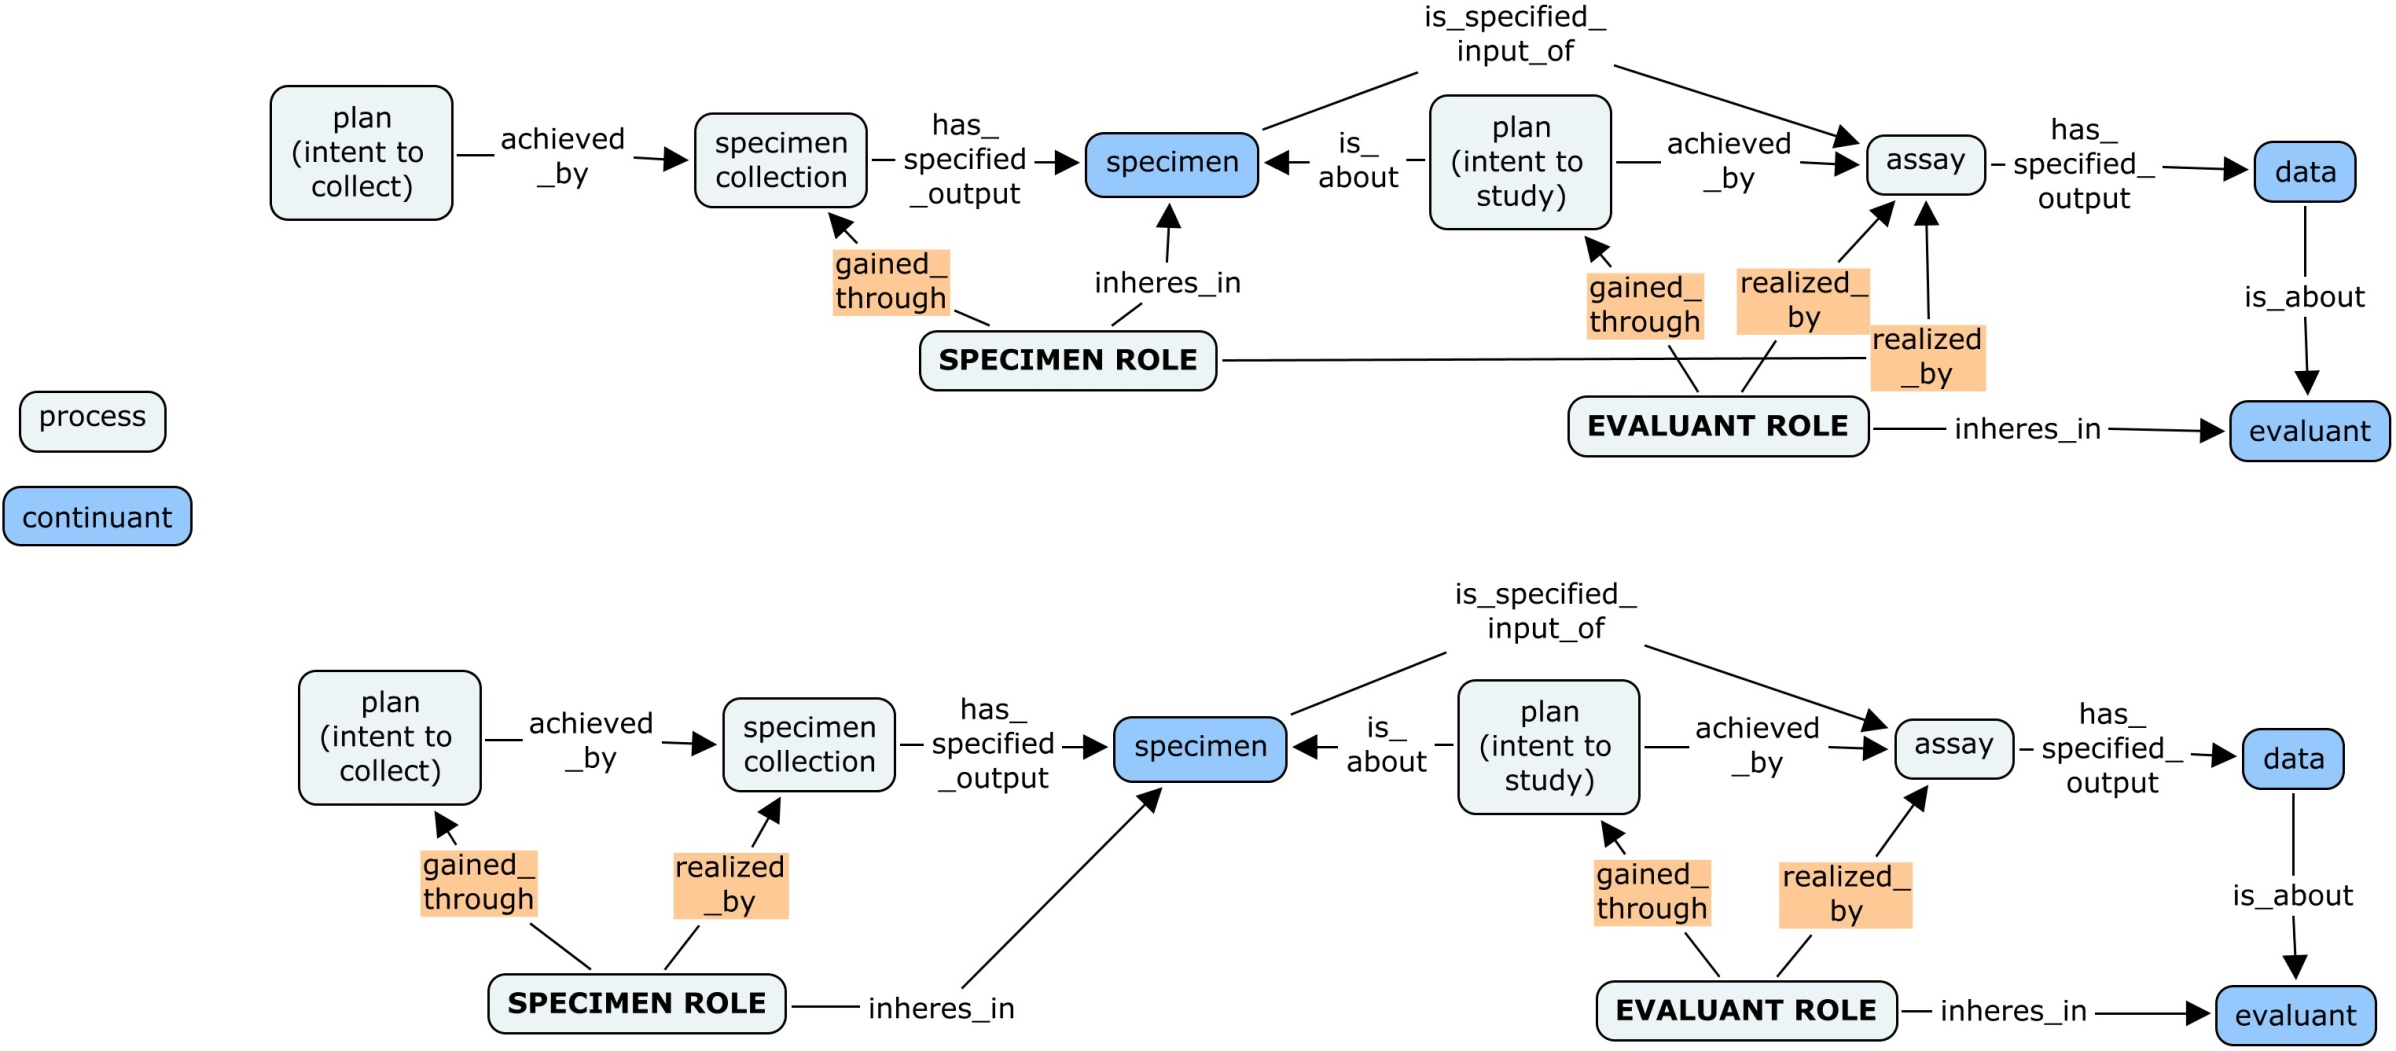 is_specified_
input_of
plan
(intent to
collect)
achieved
_by
specimen
collection
has_
specified
_output
specimen
is_
about
plan
(intent to
study)
achieved
_by
assay
has_
specified_
output
data
gained_
through
inheres_in
gained_
through
realized_
by
realized
_by
is_about
SPECIMEN ROLE
EVALUANT ROLE
inheres_in
evaluant
process
continuant
is_specified_
input_of
plan
(intent to
collect)
achieved
_by
specimen
collection
has_
specified
_output
specimen
is_
about
plan
(intent to
study)
achieved
_by
assay
has_
specified_
output
data
gained_
through
realized
_by
gained_
through
realized_
by
is_about
SPECIMEN ROLE
inheres_in
EVALUANT ROLE
inheres_in
evaluant